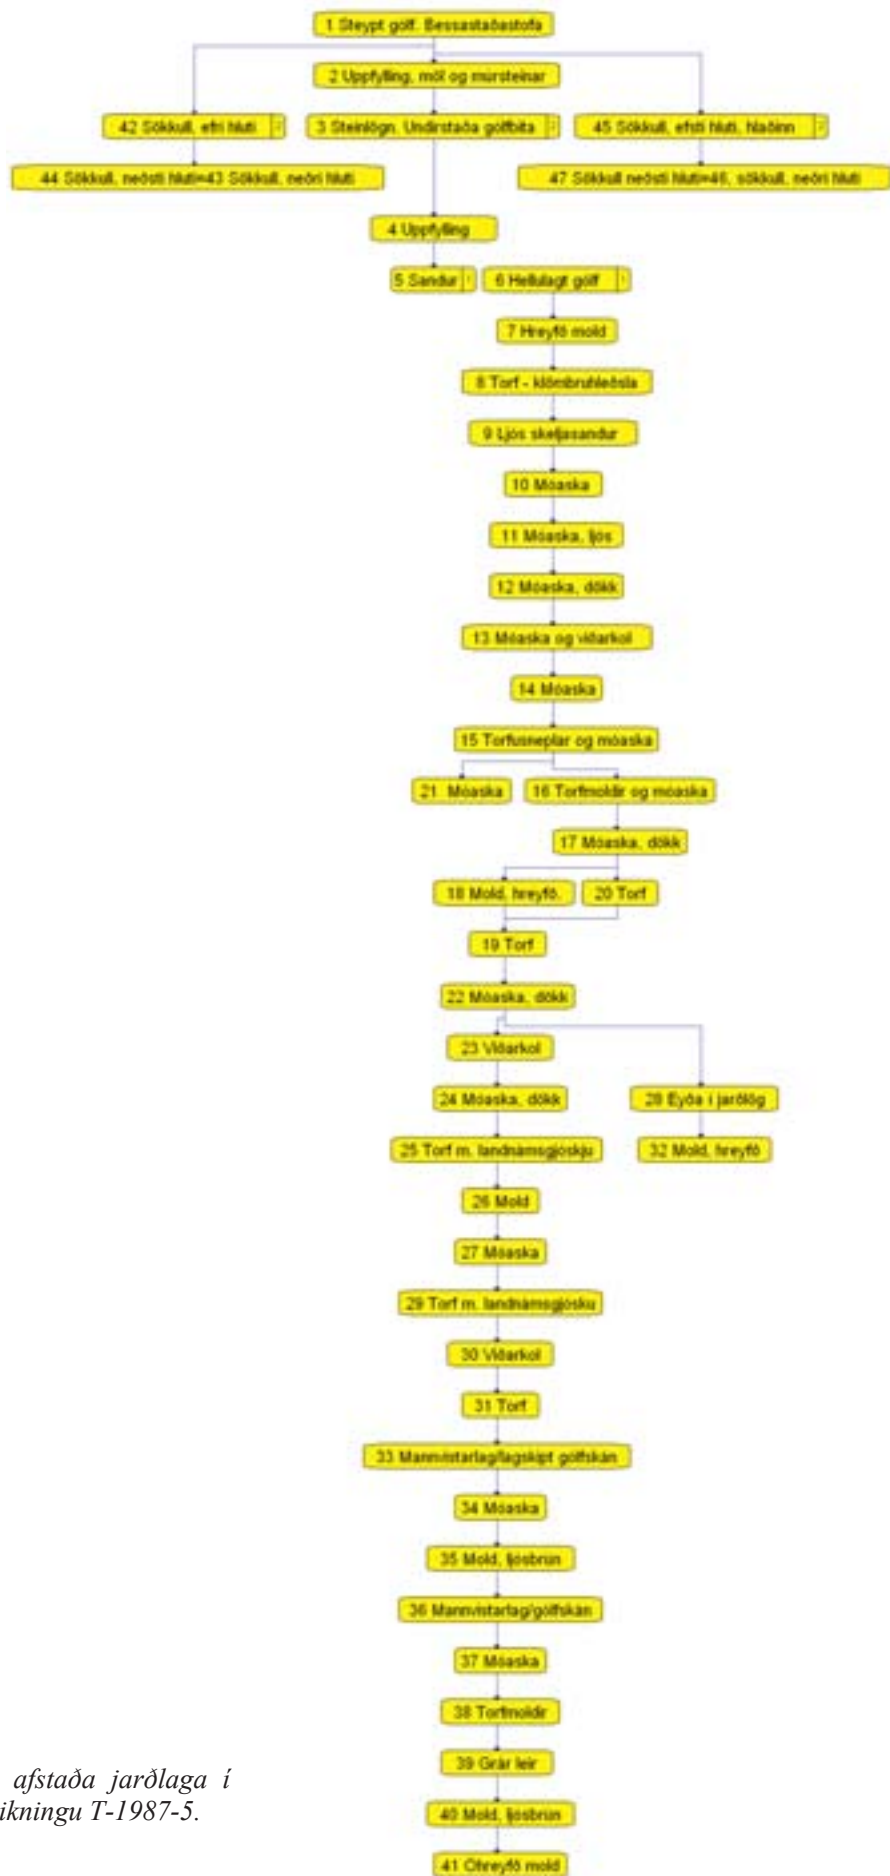 1 Steypt gólf. Bessastaðastofa
2 Uppfylling, möl og múrsteinar
42 Sökkull, efri hluti
3 Steinlögn. Undirstaða gólfbita
45 Sökkull, efsti hluti, hlaðinn
44 Sökkull, neðsti hluti=43 Sökkull, neðri hluti
47 Sökkull neðsti hluti=46, sökkull, neðri hluti
4 Uppfylling
5 Sandur
6 Hellulagt gólf
7 Hreyfð mold
8 Torf - klömbruhleðsla
9 Ljós skeljasandur
10 Móaska
11 Móaska, ljós
12 Móaska, dökk
13 Móaska og viðarkol
14 Móaska
15 Torfusneplar og móaska
21. Móaska
16 Torfmoldir og móaska
17 Móaska, dökk
18 Mold, hreyfð.
20 Torf
19 Torf
22 Móaska, dökk
23 Viðarkol
24 Móaska, dökk
28 Eyða í jarðlög
25 Torf m. landnámsgjósku
32 Mold, hreyfð
26 Mold
27 Móaska
29 Torf m. landnámsgjósku
30 Viðarkol
31 Torf
33 Mannvistarlag/lagskipt gólfskán
34 Móaska
35 Mold, ljósbrún
36 Mannvistarlag/gólfskán
37 Móaska
38 Torfmoldir
39 Grár leir
40 Mold, ljósbrún
41 Óhreyfð mold
afstaða jarðlaga í
ikningu T-1987-5.